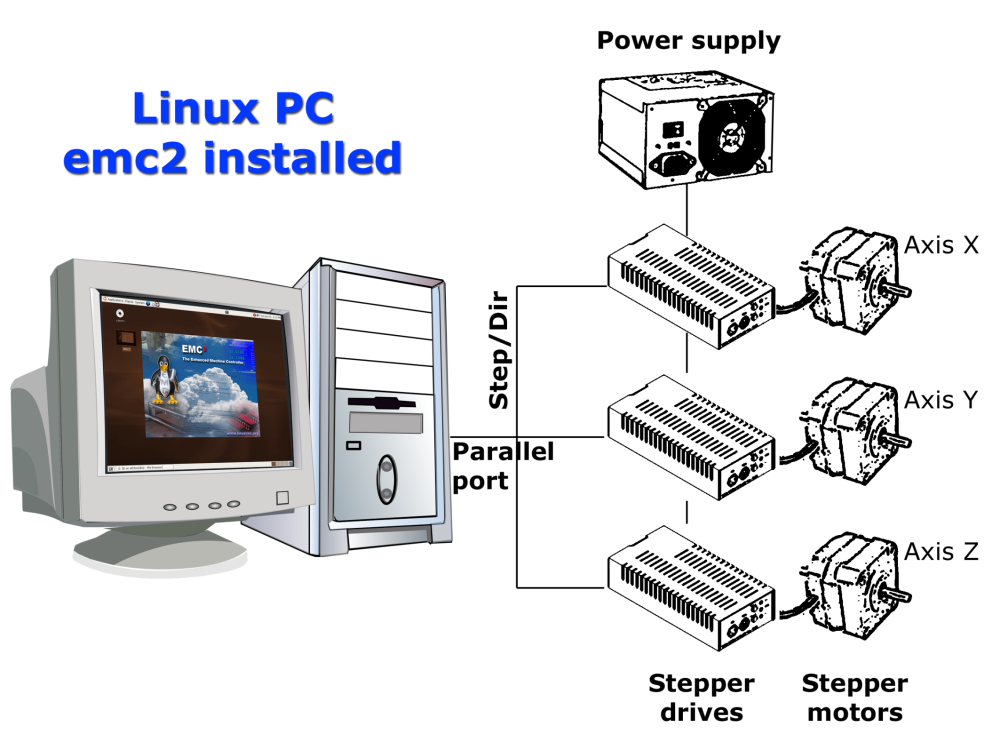 Power supply
Linux PC
emc2 installed
Axis X
Step/Dir
EMC2
The Enhanced Machine Controller
Axis Y
Parallel
port
Axis Z
Stepper
drives
Stepper
motors